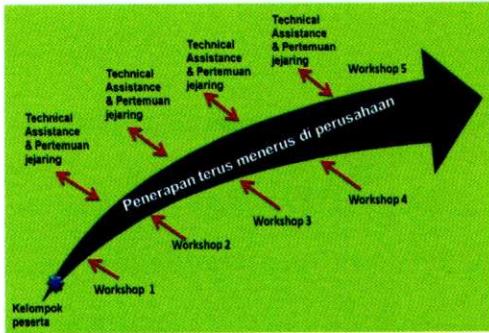 Technical
Assistance
& Pertemuan
jejaring
Technical
Assistance
& Pertemuan
jejaring
Technical
Assistance
& Pertemuan
jejaring
Technical
Assistance
& Pertemuan
jejaring
Workshop 5
Penerapan terus menerus di perusahaan
Workshop 4
Workshop 3
Workshop 2
Workshop 1
Kelompok
peserta